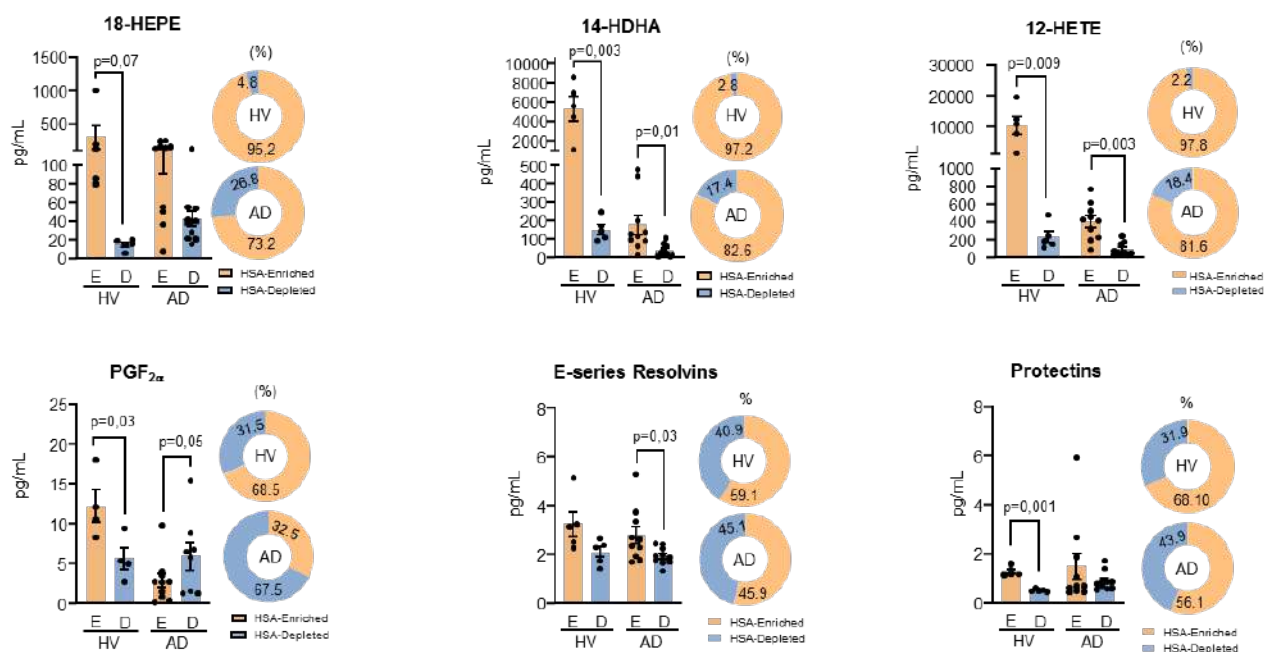 18-HEPE
1500
1000
500
100
80
60
40
20
0
pg/mL
p=0,07
E D E D
HV AD
(%)
4.8
HV
95,2
26.8
AD
73.2
HSA-Enriched
HSA-Depleted
14-HDHA
10000
8000
6000
4000
2000
500
400
300
200
100
0
pg/mL
p=0,003
p=0,01
E D E D
HV AD
(%)
2.8
HV
97.2
17.4
AD
82.6
HSA-Enriched
HSA-Depleted
12-HETE
30000
20000
10000
1000
800
600
400
200
0
pg/mL
p=0,009
p=0,003
E D E D
HV AD
(%)
2.2
HV
97.8
18.4
AD
81.6
HSA-Enriched
HSA-Depleted
PGF2α
25
20
15
10
5
0
pg/mL
p=0,03
p=0,05
E D E D
HV AD
(%)
31.5
HV
68.5
32.5
AD
67.5
HSA-Enriched
HSA-Depleted
E-series Resolvins
8
6
4
2
0
pg/mL
p=0,03
E D E D
HV AD
%
40.9
HV
59.1
45.1
AD
45.9
HSA-Enriched
HSA-Depleted
Protectins
8
6
4
2
0
pg/mL
p=0,001
E D E D
HV AD
%
31.9
HV
68.10
43.9
AD
56.1
HSA-Enriched
HSA-Depleted